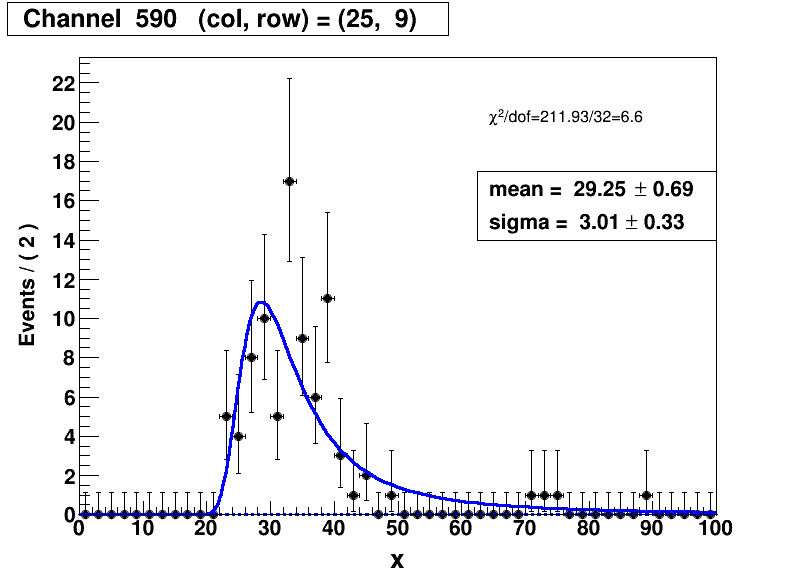 Channel 590 (col, row) = (25, 9)
χ²/dof=211.93/32=6.6
mean = 29.25 ± 0.69
sigma = 3.01 ± 0.33
Events / ( 2 )
22
20
18
16
14
12
10
8
6
4
2
0
0 10 20 30 40 50 60 70 80 90 100
x